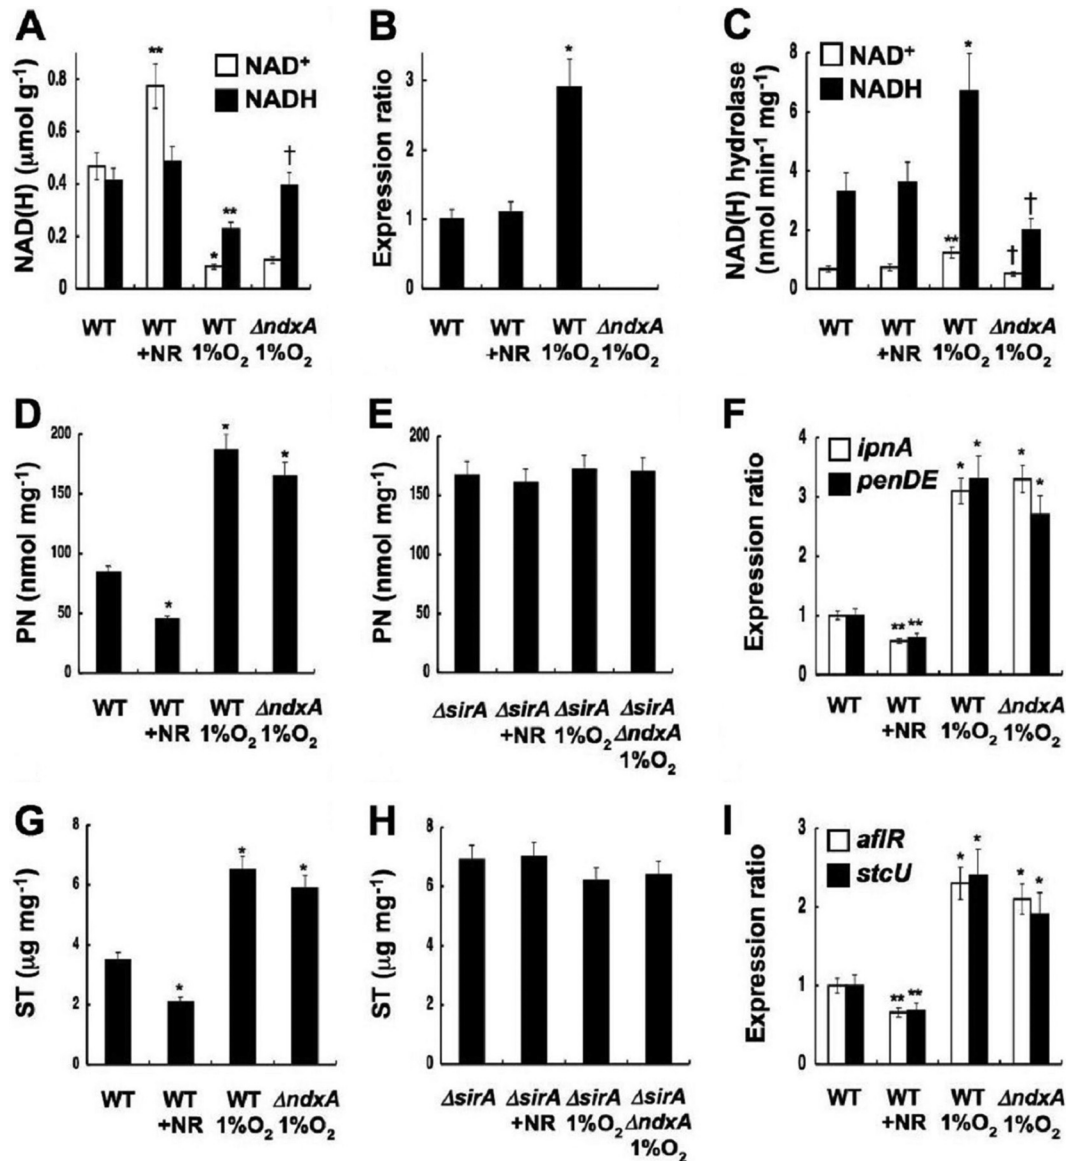 A
NAD(H) (μmol g⁻¹)
0.8
0.6
0.4
0.2
0
NAD⁺
NADH
**
**
*
†
WT
WT
+NR
WT
1%O₂
ΔndxA
1%O₂
B
Expression ratio
3
2
1
0
*
WT
WT
+NR
WT
1%O₂
ΔndxA
1%O₂
C
NAD(H) hydrolase
(nmol min⁻¹ mg⁻¹)
8
6
4
2
0
NAD⁺
NADH
*
**
†
†
WT
WT
+NR
WT
1%O₂
ΔndxA
1%O₂
D
PN (nmol mg⁻¹)
200
150
100
50
0
*
*
*
WT
WT
+NR
WT
1%O₂
ΔndxA
1%O₂
E
PN (nmol mg⁻¹)
200
150
100
50
0
ΔsirA
ΔsirA
+NR
ΔsirA
1%O₂
ΔsirA
ΔndxA
1%O₂
F
Expression ratio
4
3
2
1
0
ipnA
penDE
** **
* *
* *
WT
WT
+NR
WT
1%O₂
ΔndxA
1%O₂
G
ST (μg mg⁻¹)
8
6
4
2
0
*
*
*
WT
WT
+NR
WT
1%O₂
ΔndxA
1%O₂
H
ST (μg mg⁻¹)
8
6
4
2
0
ΔsirA
ΔsirA
+NR
ΔsirA
1%O₂
ΔsirA
ΔndxA
1%O₂
I
Expression ratio
3
2
1
0
aflR
stcU
** **
* *
* *
WT
WT
+NR
WT
1%O₂
ΔndxA
1%O₂